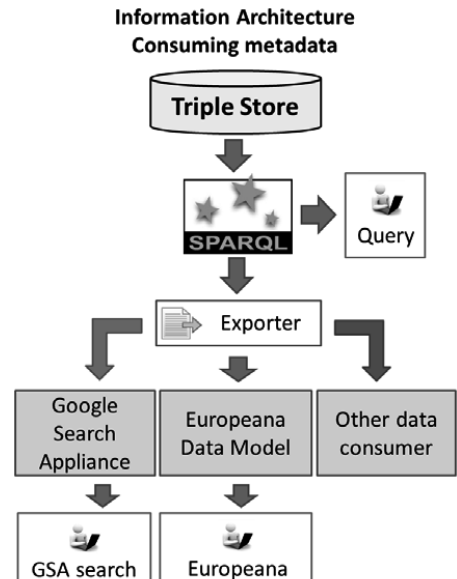 Information Architecture
Consuming metadata
Triple Store
SPARQL
Query
Exporter
Google
Search
Appliance
Europeana
Data Model
Other data
consumer
GSA search
Europeana